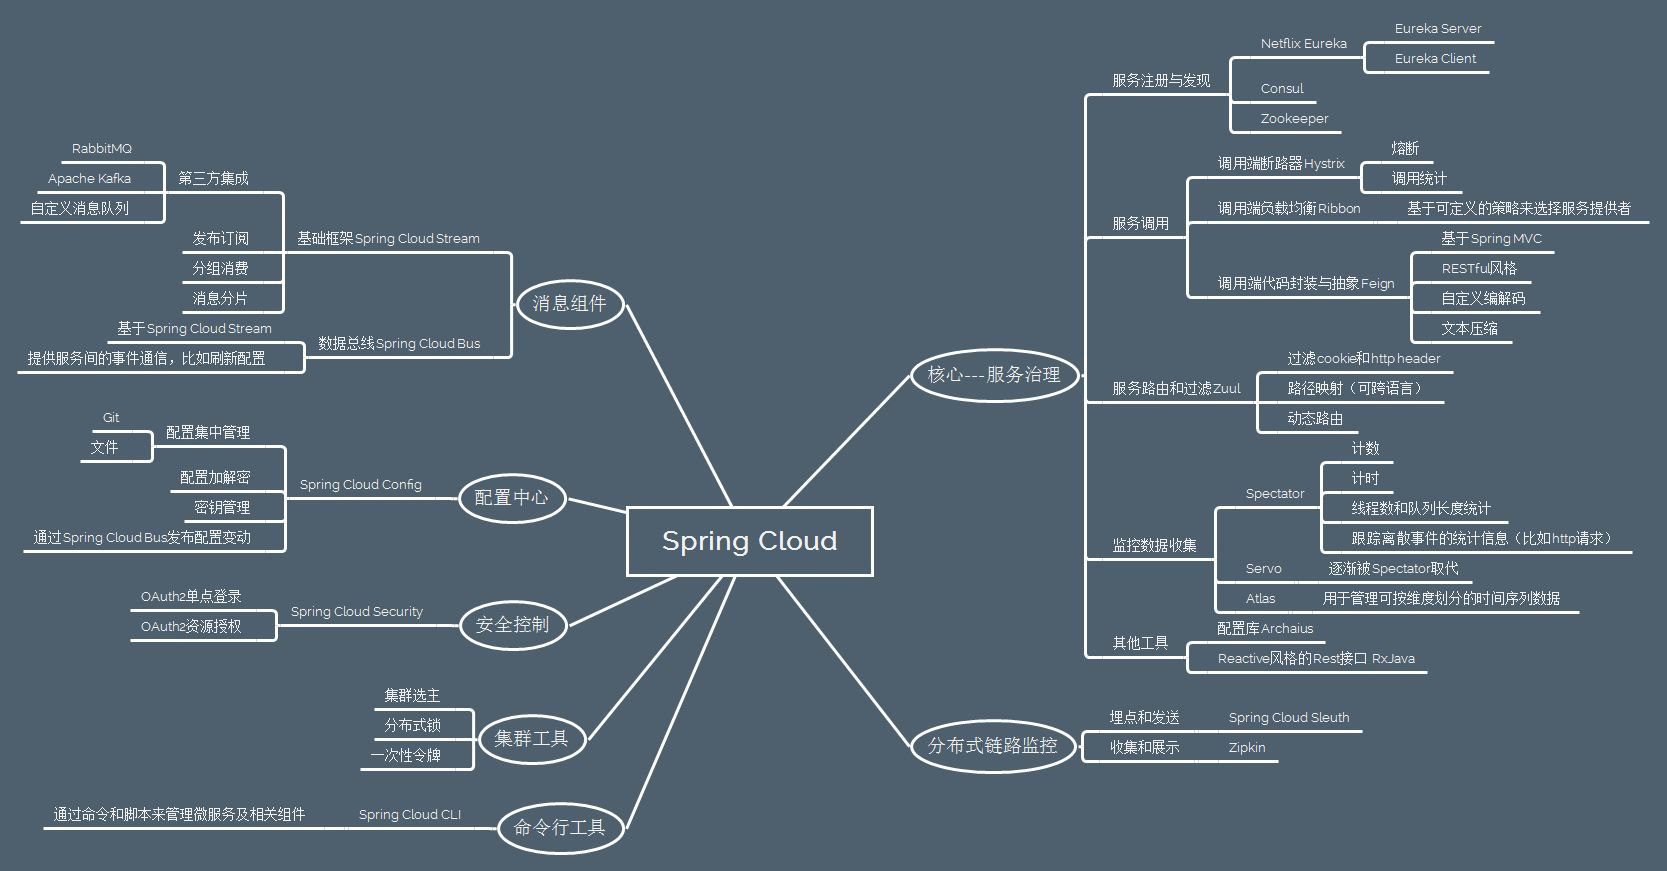 Spring Cloud
核心---服务治理
服务注册与发现
Netflix Eureka
Eureka Server
Eureka Client
Consul
Zookeeper
服务调用
调用端断路器Hystrix
熔断
调用统计
调用端负载均衡Ribbon
基于可定义的策略来选择服务提供者
调用端代码封装与抽象Feign
基于Spring MVC
RESTful风格
自定义编解码
文本压缩
服务路由和过滤Zuul
过滤cookie和http header
路径映射（可跨语言）
动态路由
监控数据收集
Spectator
计数
计时
线程数和队列长度统计
跟踪离散事件的统计信息（比如http请求）
Servo
逐渐被Spectator取代
Atlas
用于管理可按维度划分的时间序列数据
其他工具
配置库Archaius
Reactive风格的Rest接口 RxJava
分布式链路监控
埋点和发送
Spring Cloud Sleuth
收集和展示
Zipkin
消息组件
基础框架Spring Cloud Stream
第三方集成
RabbitMQ
Apache Kafka
自定义消息队列
发布订阅
分组消费
消息分片
数据总线Spring Cloud Bus
基于Spring Cloud Stream
提供服务间的事件通信，比如刷新配置
配置中心
Spring Cloud Config
配置集中管理
Git
文件
配置加解密
密钥管理
通过Spring Cloud Bus发布配置变动
安全控制
Spring Cloud Security
OAuth2单点登录
OAuth2资源授权
集群工具
集群选主
分布式锁
一次性令牌
命令行工具
Spring Cloud CLI
通过命令和脚本来管理微服务及相关组件